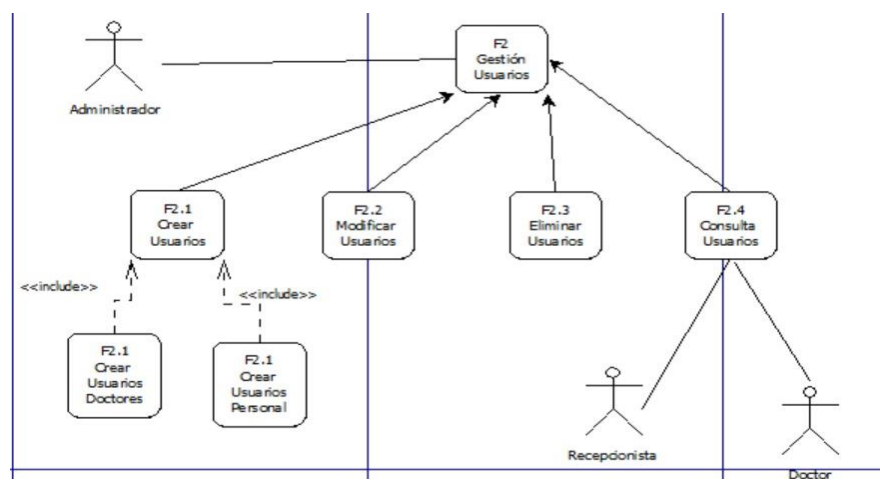 F2
Gestión
Usuarios
Administrador
F2.1
Crear
Usuarios
F2.2
Modificar
Usuarios
F2.3
Eliminar
Usuarios
F2.4
Consulta
Usuarios
<<include>>
<<include>>
F2.1
Crear
Usuarios
Doctores
F2.1
Crear
Usuarios
Personal
Recepcionista
Doctor